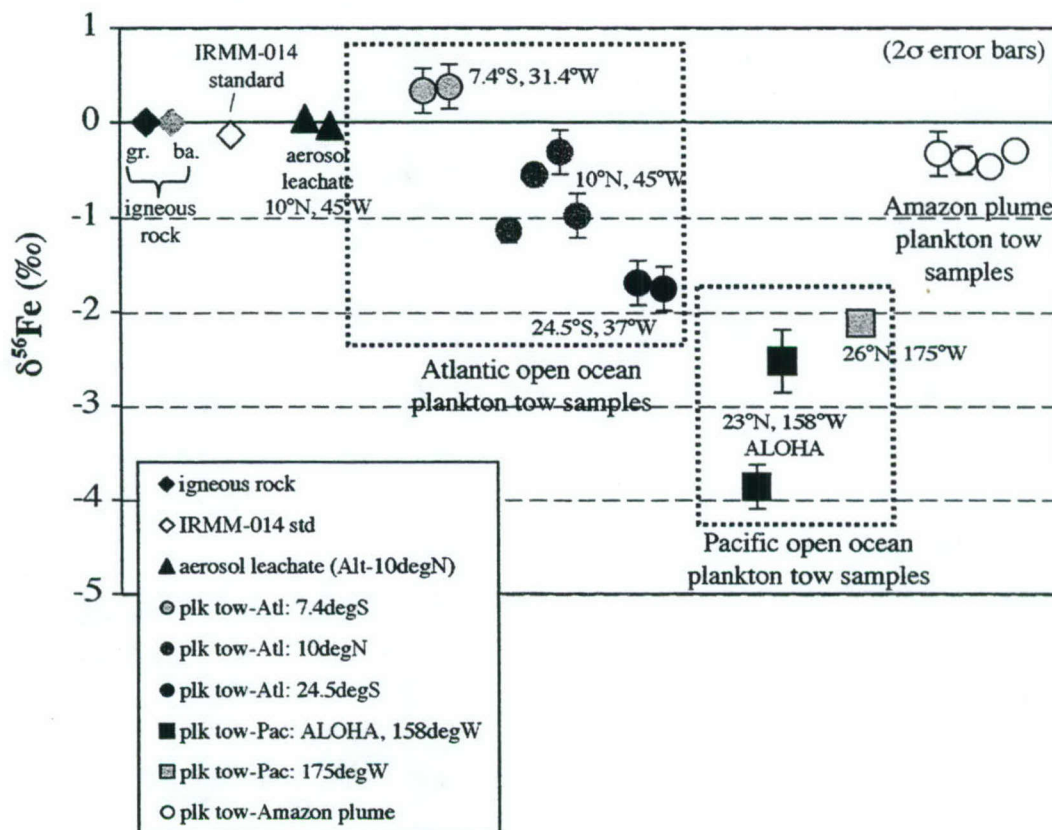 1
0
-1
-2
-3
-4
-5
δ⁵⁶Fe (‰)
IRMM-014
standard
gr. ba.
igneous
rock
aerosol
leachate
10°N, 45°W
7.4°S, 31.4°W
10°N, 45°W
24.5°S, 37°W
Atlantic open ocean
plankton tow samples
(2σ error bars)
Amazon plume
plankton tow
samples
26°N, 175°W
23°N, 158°W
ALOHA
Pacific open ocean
plankton tow samples
igneous rock
IRMM-014 std
aerosol leachate (Alt-10degN)
plk tow-Atl: 7.4degS
plk tow-Atl: 10degN
plk tow-Atl: 24.5degS
plk tow-Pac: ALOHA, 158degW
plk tow-Pac: 175degW
plk tow-Amazon plume